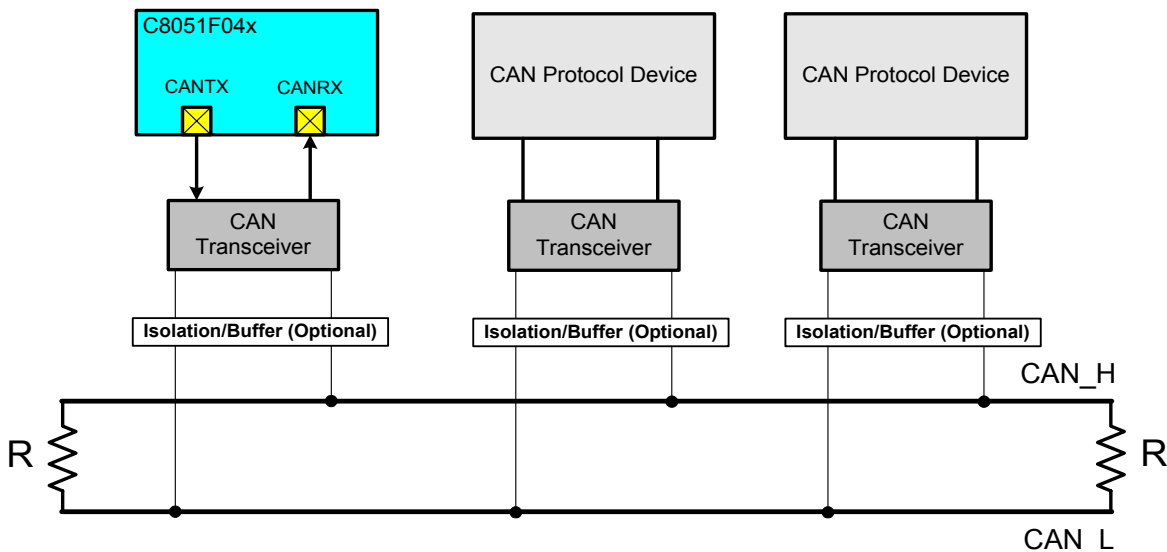 C8051F04x
CANTX
CANRX
CAN Protocol Device
CAN Protocol Device
CAN
Transceiver
CAN
Transceiver
CAN
Transceiver
Isolation/Buffer (Optional)
Isolation/Buffer (Optional)
Isolation/Buffer (Optional)
CAN_H
R
R
CAN_L